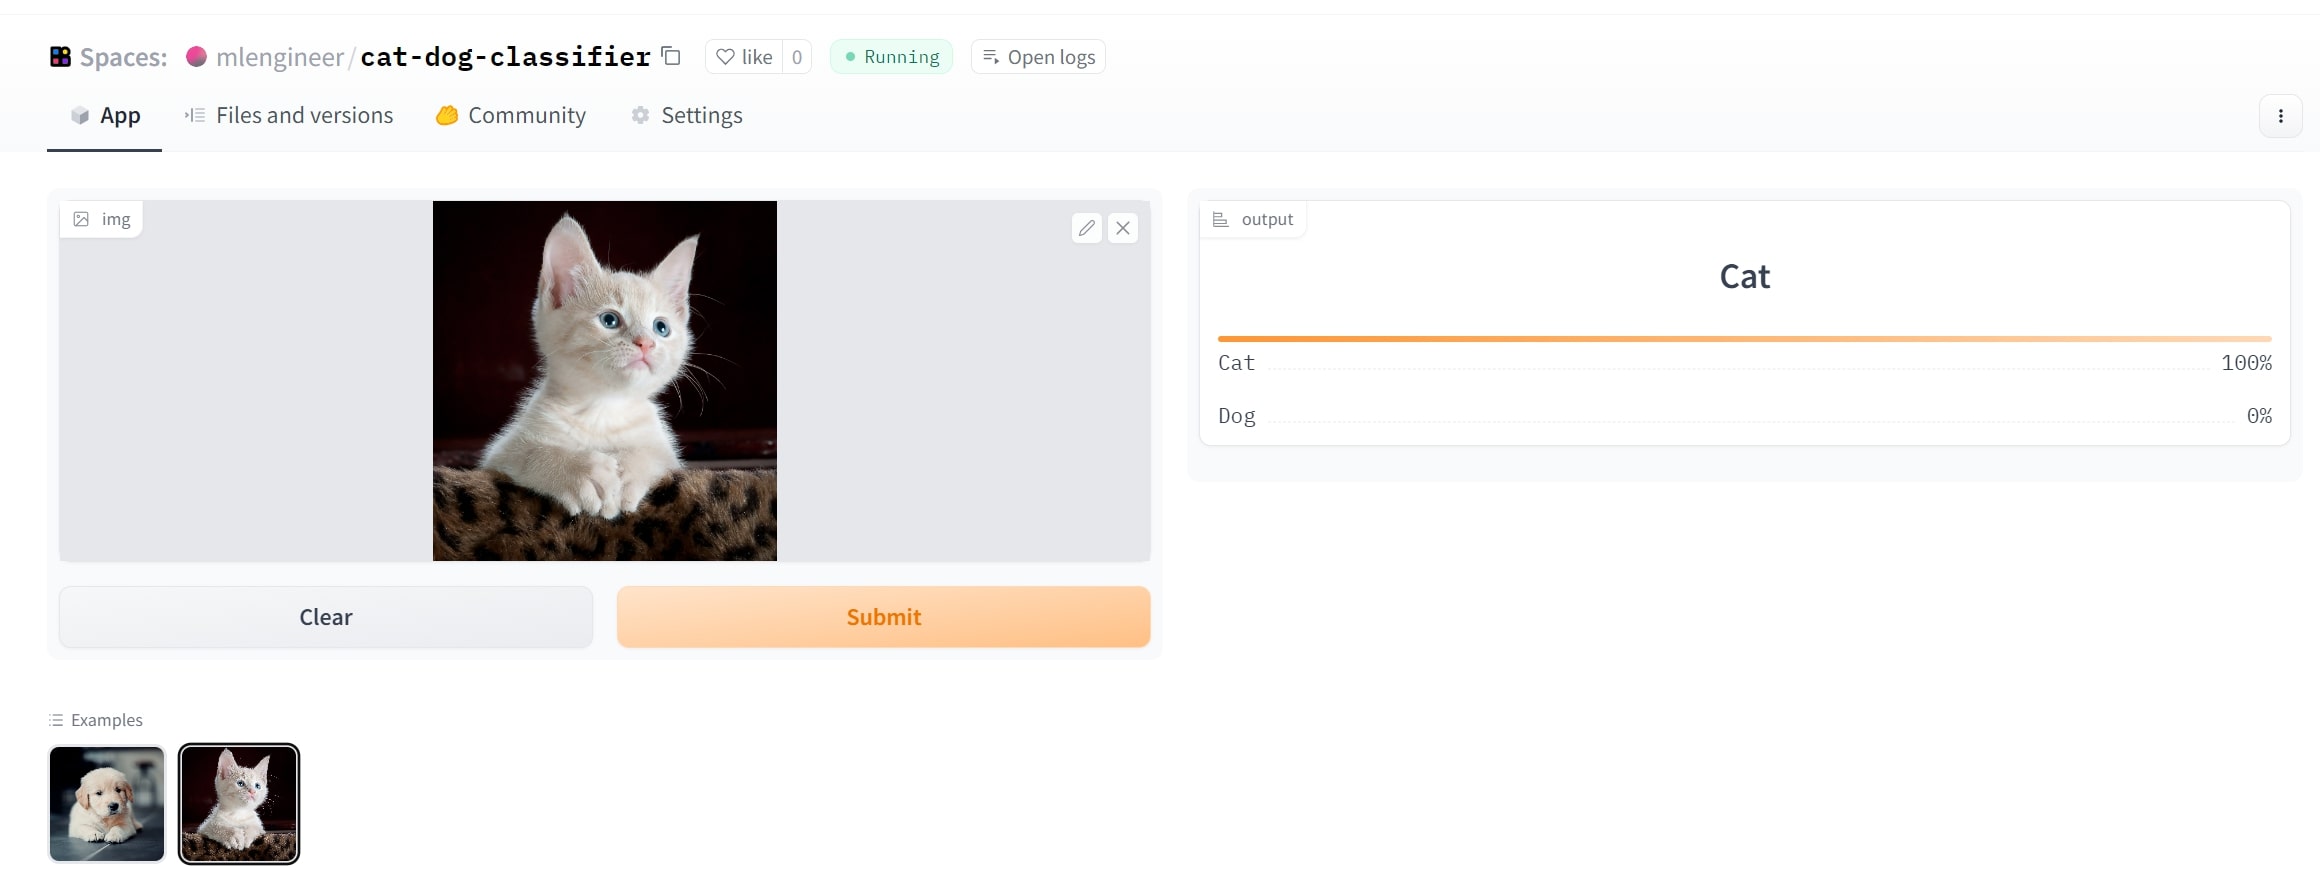 Spaces: mlengineer/cat-dog-classifier like 0 Running Open logs
App Files and versions Community Settings
img
output
Cat
Cat 100%
Dog 0%
Clear Submit
Examples